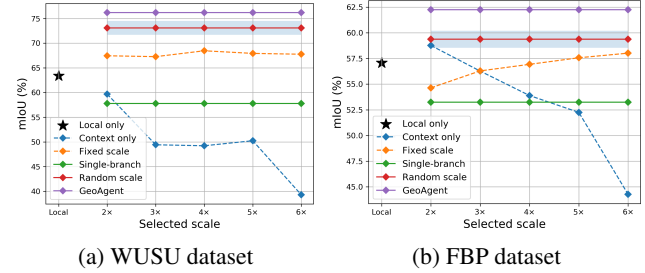 mIoU (%)
75
70
65
60
55
50
45
40
Local only
Context only
Fixed scale
Single-branch
Random scale
GeoAgent
Local 2× 3× 4× 5× 6×
Selected scale
(a) WUSU dataset
mIoU (%)
62.5
60.0
57.5
55.0
52.5
50.0
47.5
45.0
Local only
Context only
Fixed scale
Single-branch
Random scale
GeoAgent
Local 2× 3× 4× 5× 6×
Selected scale
(b) FBP dataset